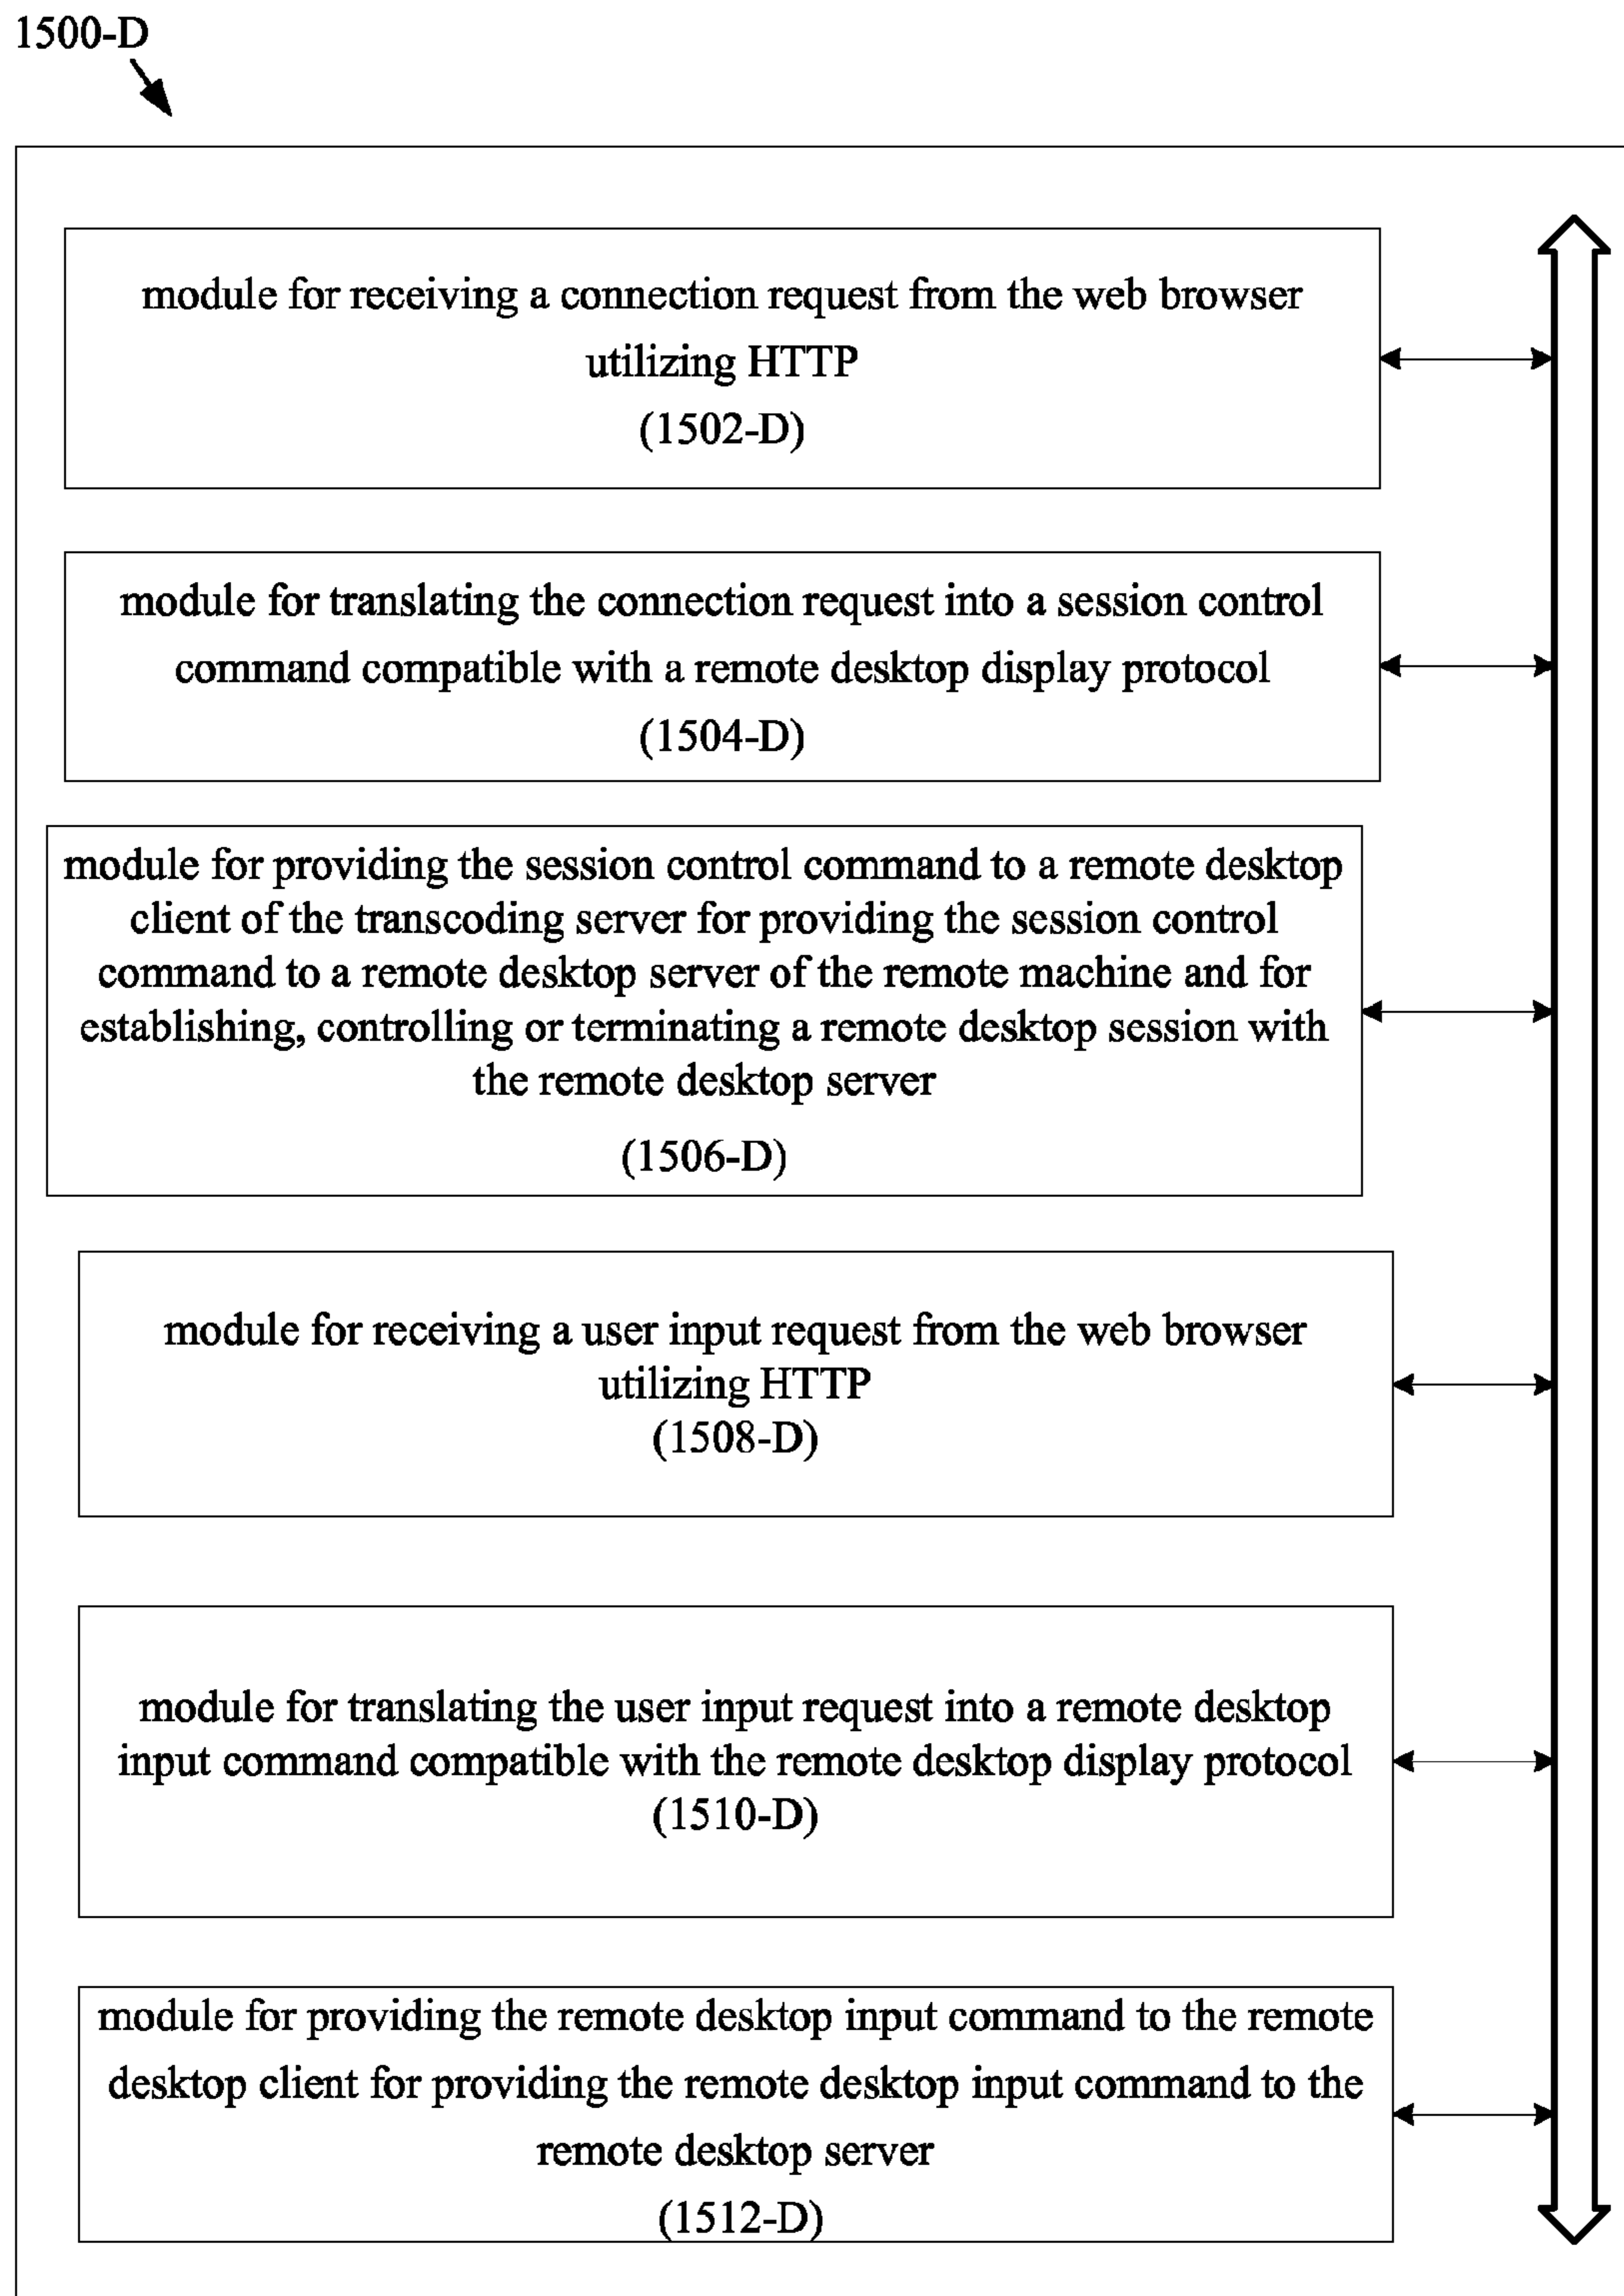 1500-D
module for receiving a connection request from the web browser
utilizing HTTP
(1502-D)
module for translating the connection request into a session control
command compatible with a remote desktop display protocol
(1504-D)
module for providing the session control command to a remote desktop
client of the transcoding server for providing the session control
command to a remote desktop server of the remote machine and for
establishing, controlling or terminating a remote desktop session with
the remote desktop server
(1506-D)
module for receiving a user input request from the web browser
utilizing HTTP
(1508-D)
module for translating the user input request into a remote desktop
input command compatible with the remote desktop display protocol
(1510-D)
module for providing the remote desktop input command to the remote
desktop client for providing the remote desktop input command to the
remote desktop server
(1512-D)